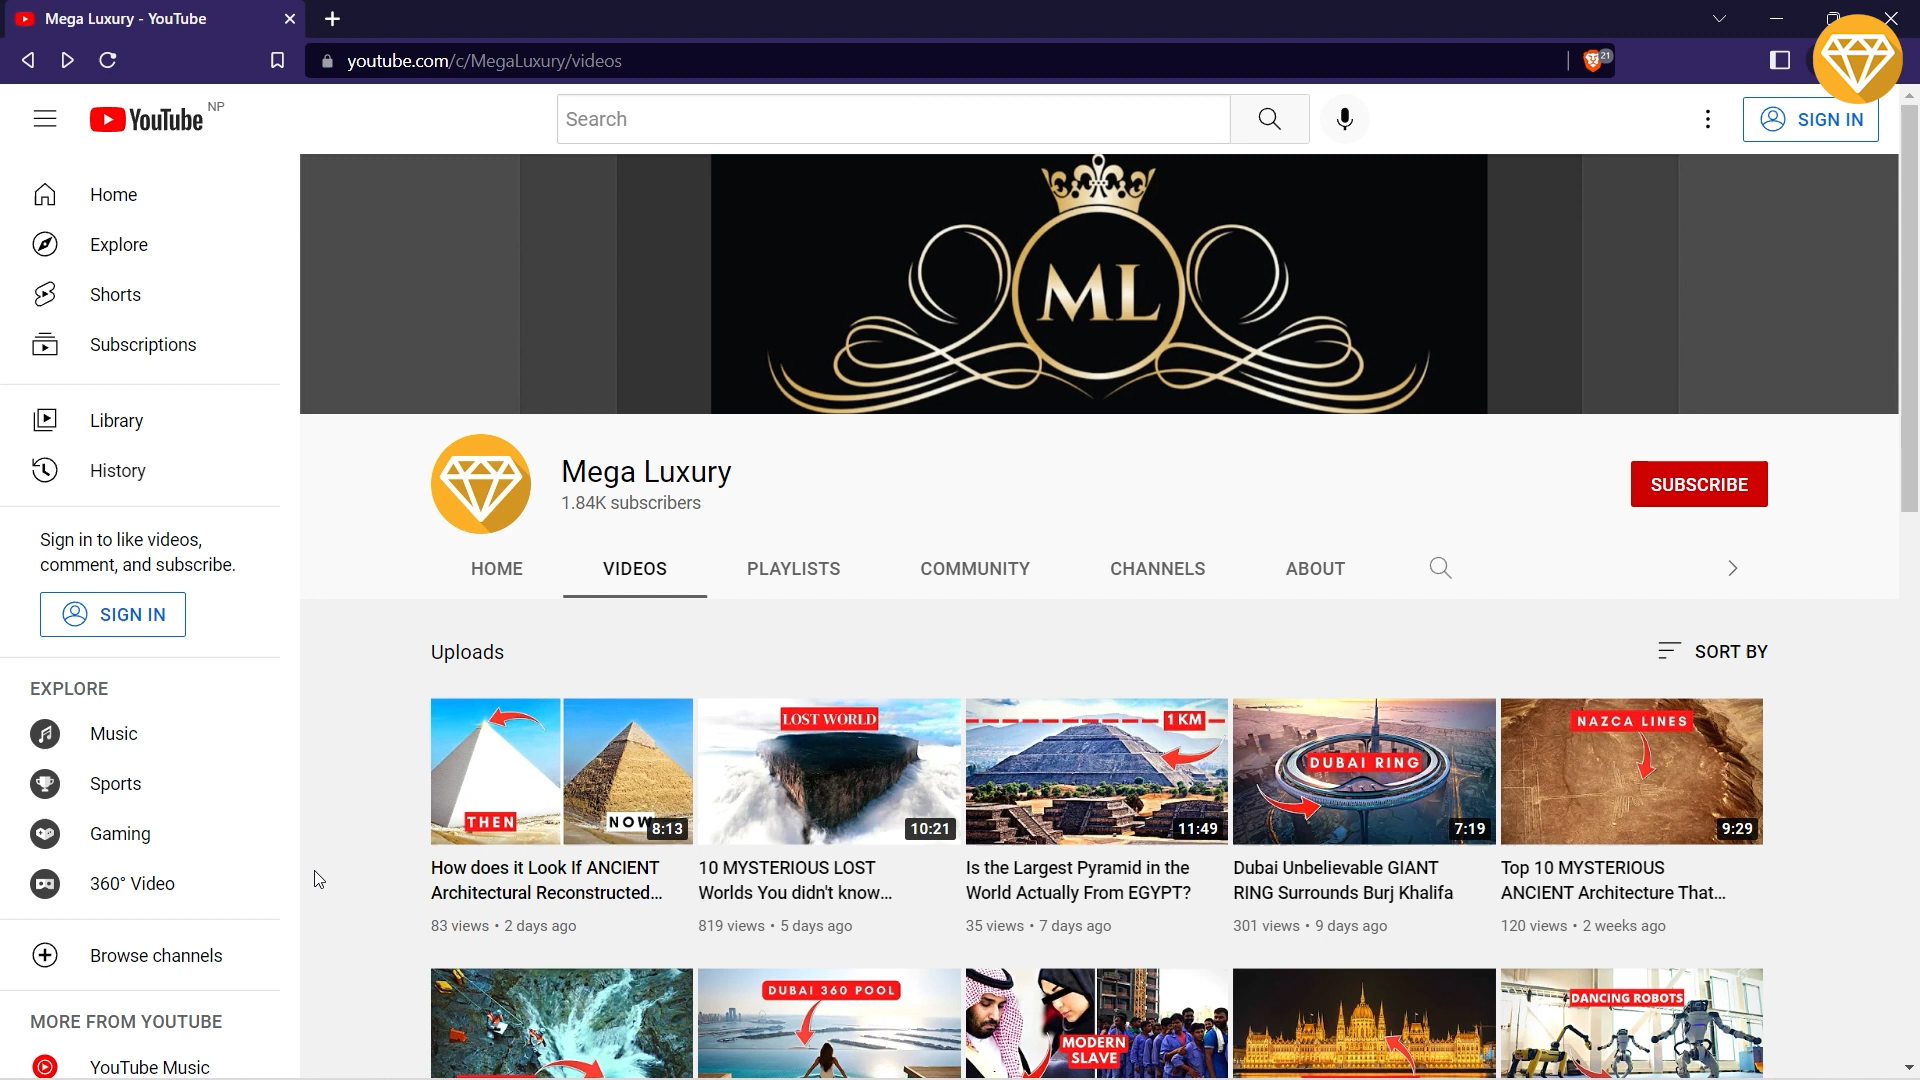 Mega Luxury - YouTube
youtube.com/c/MegaLuxury/videos
21
YouTube NP
Search
SIGN IN
Home
Explore
Shorts
Subscriptions
Library
History
Sign in to like videos,
comment, and subscribe.
SIGN IN
EXPLORE
Music
Sports
Gaming
360° Video
Browse channels
MORE FROM YOUTUBE
YouTube Music
ML
Mega Luxury
1.84K subscribers
SUBSCRIBE
HOME
VIDEOS
PLAYLISTS
COMMUNITY
CHANNELS
ABOUT
Uploads
SORT BY
THEN
NOW
8:13
How does it Look If ANCIENT
Architectural Reconstructed...
83 views • 2 days ago
LOST WORLD
10:21
10 MYSTERIOUS LOST
Worlds You didn't know...
819 views • 5 days ago
1 KM
11:49
Is the Largest Pyramid in the
World Actually From EGYPT?
35 views • 7 days ago
DUBAI RING
7:19
Dubai Unbelievable GIANT
RING Surrounds Burj Khalifa
301 views • 9 days ago
NAZCA LINES
9:29
Top 10 MYSTERIOUS
ANCIENT Architecture That...
120 views • 2 weeks ago
DUBAI 360 POOL
MODERN
SLAVE
DANCING ROBOTS